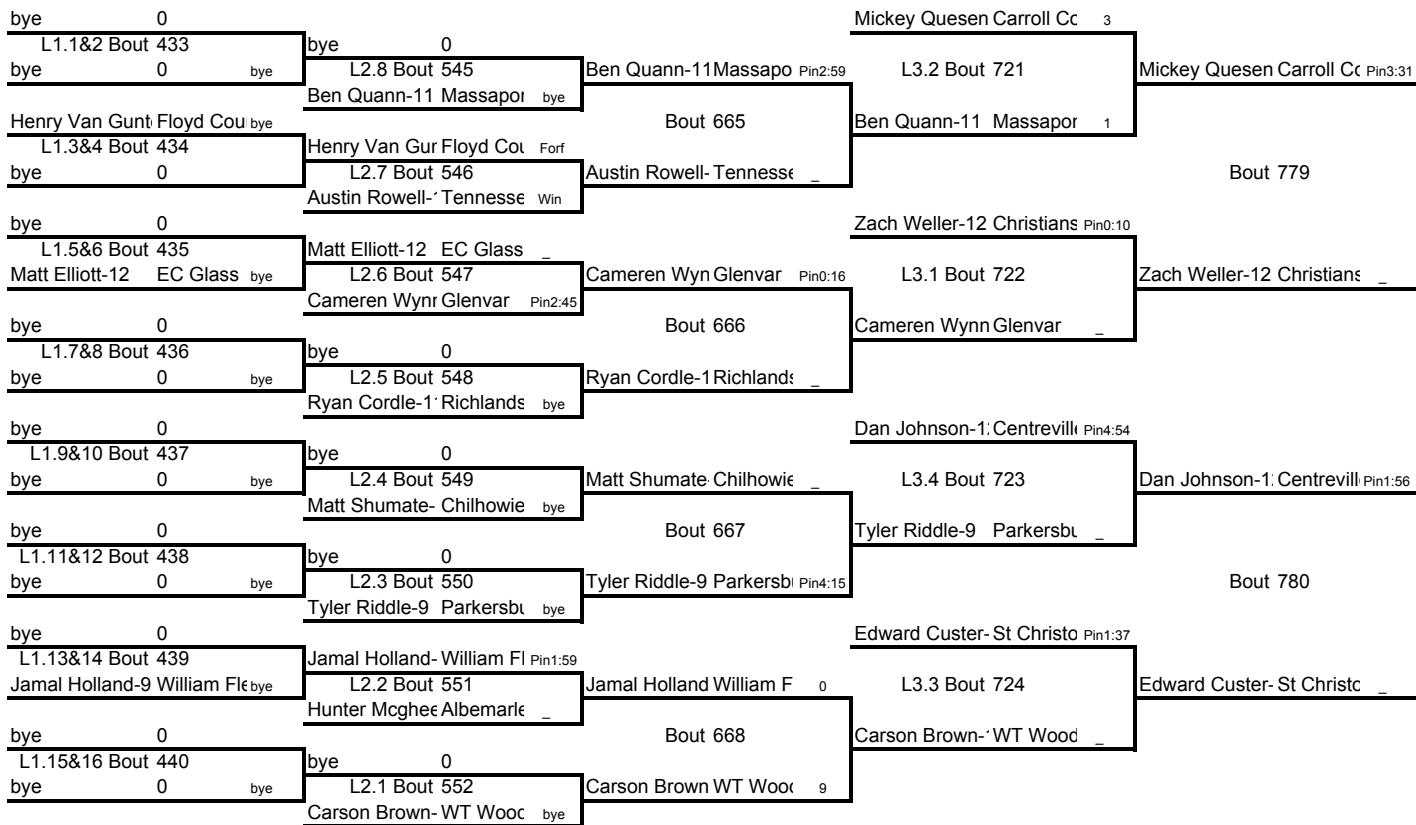 bye 0 Mickey Quesen Carroll Cc 3
L1.1&2 Bout 433 bye 0
bye 0 bye L2.8 Bout 545 Ben Quann-11 Massapo Pin2:59 L3.2 Bout 721 Mickey Quesen Carroll Cc Pin3:31
Ben Quann-11 Massapor bye
Henry Van Gunt Floyd Cou bye Bout 665 Ben Quann-11 Massapor 1
L1.3&4 Bout 434 Henry Van Gur Floyd Cou Forf
bye 0 L2.7 Bout 546 Austin Rowell- Tennesse _ Bout 779
Austin Rowell-1 Tennesse Win
bye 0 Zach Weller-12 Christians Pin0:10
L1.5&6 Bout 435 Matt Elliott-12 EC Glass _
Matt Elliott-12 EC Glass bye L2.6 Bout 547 Cameren Wyn Glenvar Pin0:16 L3.1 Bout 722 Zach Weller-12 Christians _
Cameren Wynr Glenvar Pin2:45
bye 0 Bout 666 Cameren Wynn Glenvar _
L1.7&8 Bout 436 bye 0
bye 0 bye L2.5 Bout 548 Ryan Cordle-1 Richlands _
Ryan Cordle-1 Richlands bye
bye 0 Dan Johnson-1 Centreville Pin4:54
L1.9&10 Bout 437 bye 0
bye 0 bye L2.4 Bout 549 Matt Shumate- Chilhowie _ L3.4 Bout 723 Dan Johnson-1 Centrevill Pin1:56
Matt Shumate- Chilhowie bye
bye 0 Bout 667 Tyler Riddle-9 Parkersbu _
L1.11&12 Bout 438 bye 0
bye 0 bye L2.3 Bout 550 Tyler Riddle-9 Parkersb Pin4:15 Bout 780
Tyler Riddle-9 Parkersbu bye
bye 0 Edward Custer- St Christo Pin1:37
L1.13&14 Bout 439 Jamal Holland- William Fl Pin1:59
Jamal Holland-9 William Fle bye L2.2 Bout 551 Jamal Holland William F 0 L3.3 Bout 724 Edward Custer- St Christo _
Hunter Mcghee Albemarle _
bye 0 Bout 668 Carson Brown- WT Wood _
L1.15&16 Bout 440 bye 0
bye 0 bye L2.1 Bout 552 Carson Brown WT Wood 9
Carson Brown- WT Wood bye